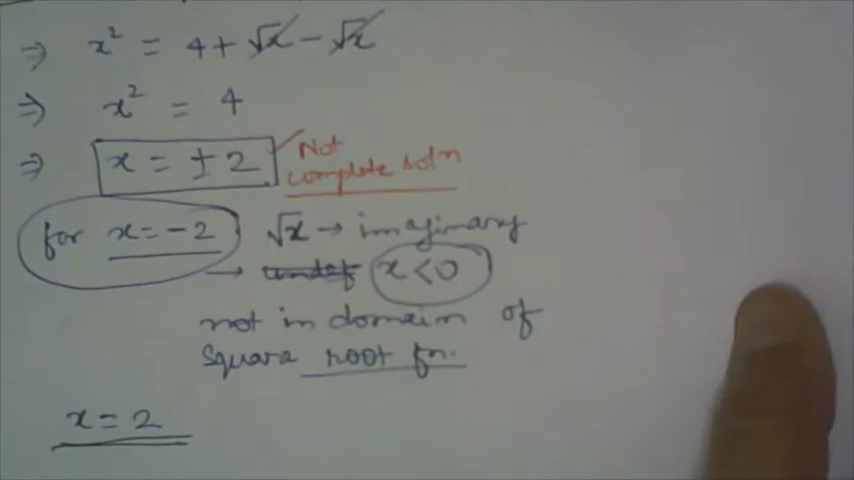 ⇒ x² = 4 + √x − √x
⇒ x² = 4
⇒ x = ± 2 Not complete soln
for x = −2 √x → imaginary
→ undef x < 0
not in domain of
square root fn.
x = 2